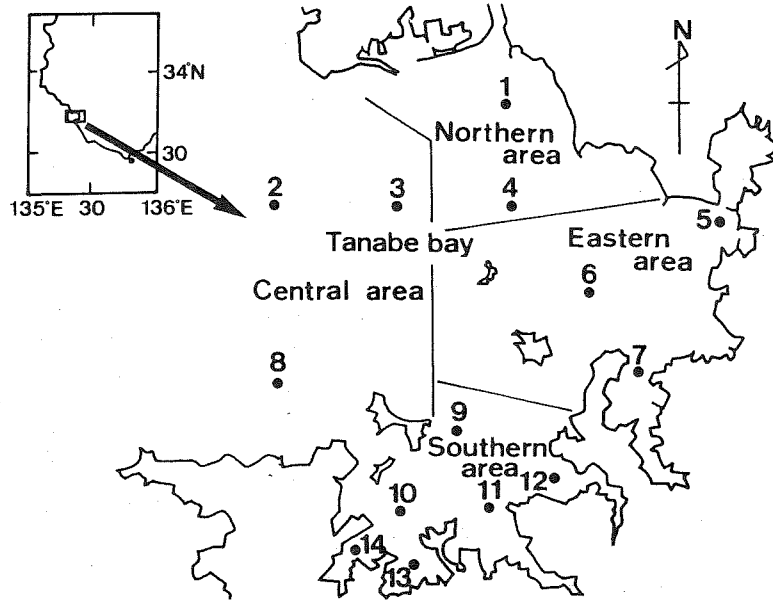 34°N
30
135°E 30 136°E
N
1
Northern
area
2
3
4
5
Tanabe bay
Eastern
area
6
Central area
7
8
9
Southern
area
12
10
11
14
13